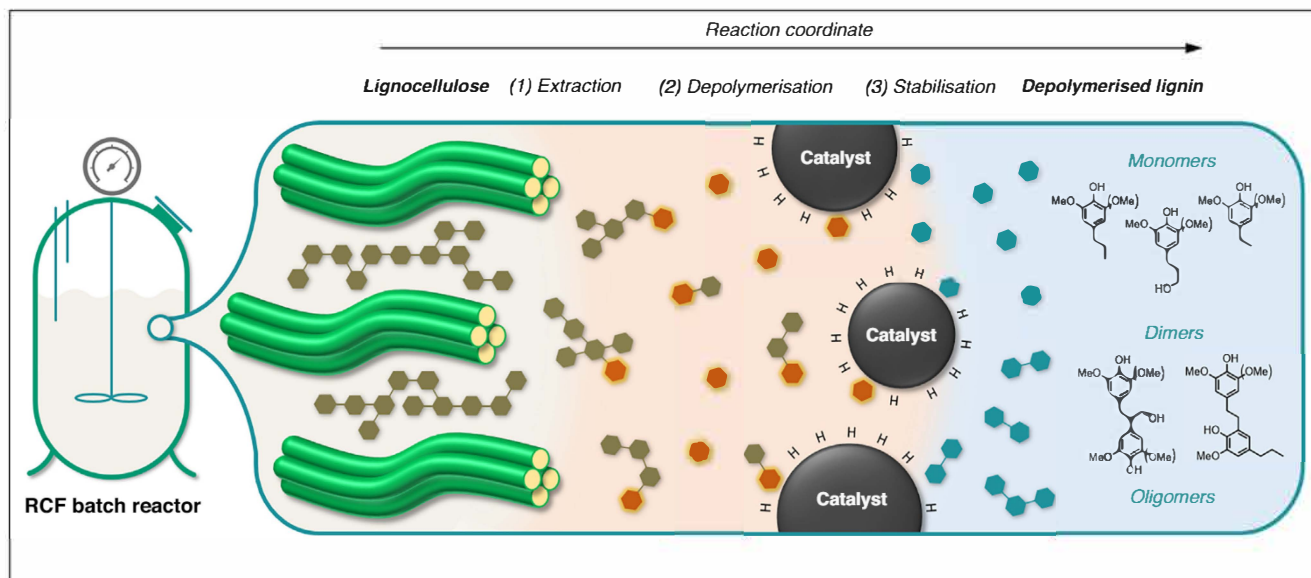 Reaction coordinate
Lignocellulose (1) Extraction (2) Depolymerisation (3) Stabilisation Depolymerised lignin
Catalyst
H H H H H H H H H H
Monomers
OH
MeO (OMe)
OH
MeO (OMe)
HO
OH
MeO (OMe)
Catalyst
H H H H H H H H H H H H H H H
Dimers
OH
MeO (OMe)
OH
MeO (OMe)
OH
OH
MeO (OMe)
HO
MeO
Catalyst
H H H H H H H H
Oligomers
RCF batch reactor